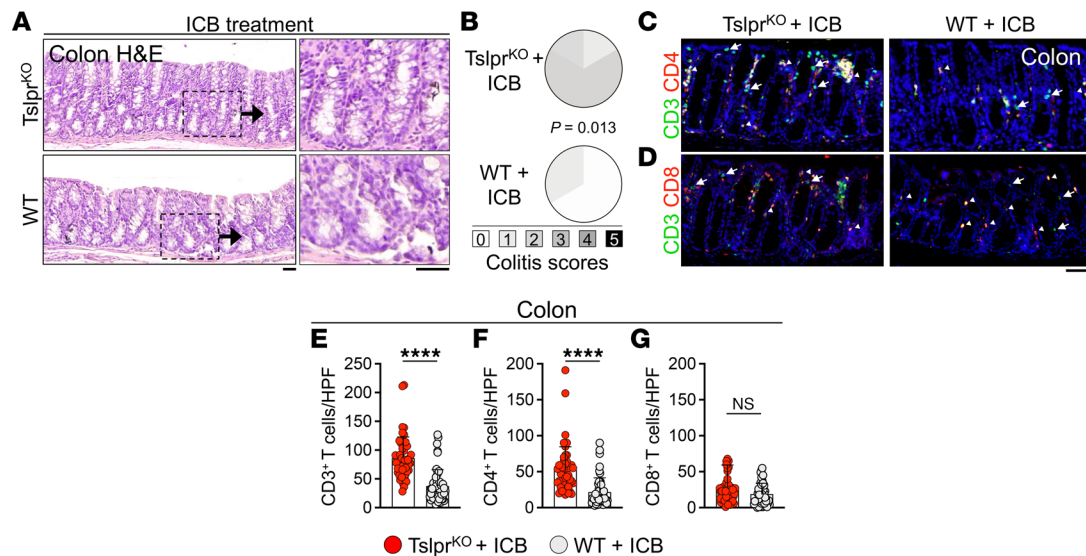 A
ICB treatment
Colon H&E
TslprKO
WT
B
TslprKO +
ICB
P = 0.013
WT +
ICB
0 1 2 3 4 5
Colitis scores
C
TslprKO + ICB
WT + ICB
Colon
CD3 CD4
D
CD3 CD8
Colon
E
****
CD3+ T cells/HPF
250
200
150
100
50
0
F
****
CD4+ T cells/HPF
200
150
100
50
0
G
NS
CD8+ T cells/HPF
200
150
100
50
0
TslprKO + ICB
WT + ICB